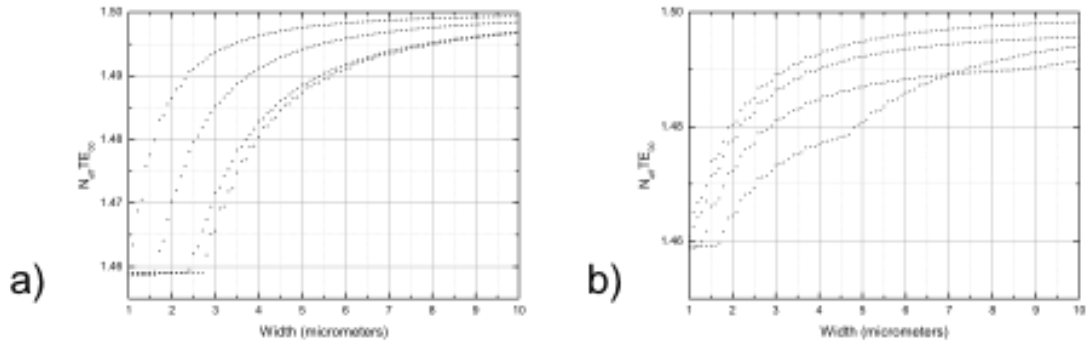 1.50
1.49
1.48
1.47
1.46
N_eff TE_00
1 2 3 4 5 6 7 8 9 10
Width (micrometers)
a)
1.50
1.48
1.46
N_eff TE_00
1 2 3 4 5 6 7 8 9 10
Width (micrometers)
b)